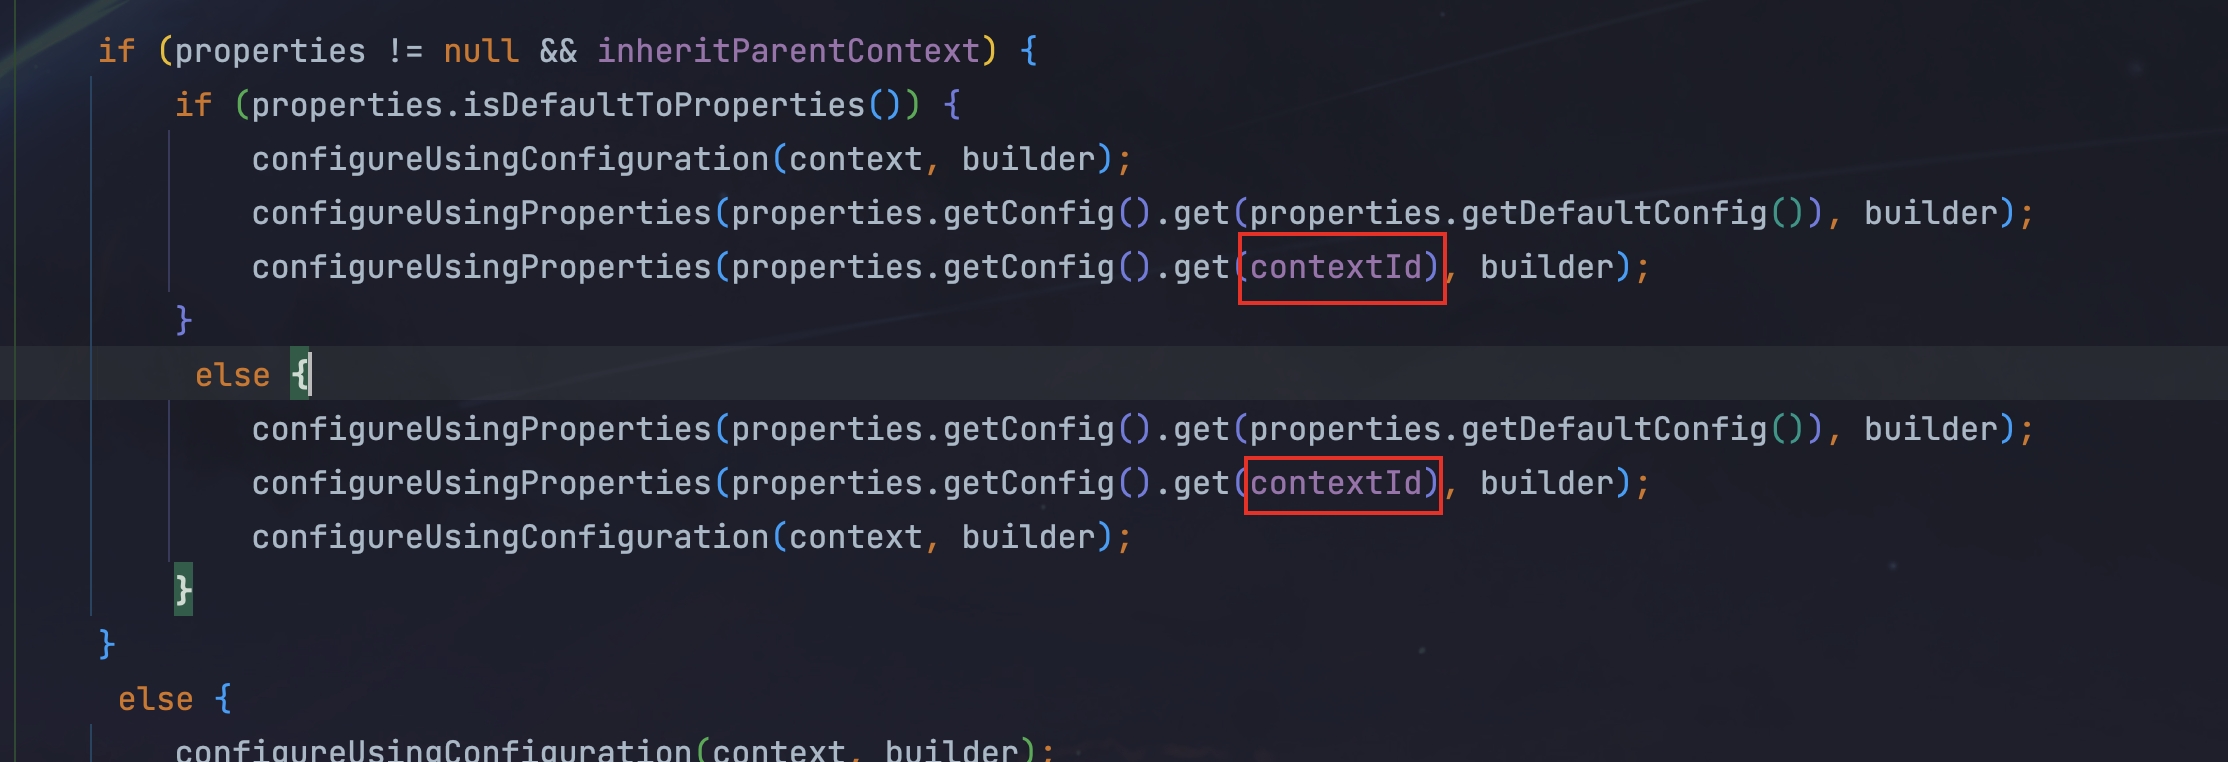 if (properties != null && inheritParentContext) {
if (properties.isDefaultToProperties()) {
configureUsingConfiguration(context, builder);
configureUsingProperties(properties.getConfig().get(properties.getDefaultConfig()), builder);
configureUsingProperties(properties.getConfig().get(contextId), builder);
}
else {
configureUsingProperties(properties.getConfig().get(properties.getDefaultConfig()), builder);
configureUsingProperties(properties.getConfig().get(contextId), builder);
configureUsingConfiguration(context, builder);
}
}
else {
configureUsingConfiguration(context, builder);